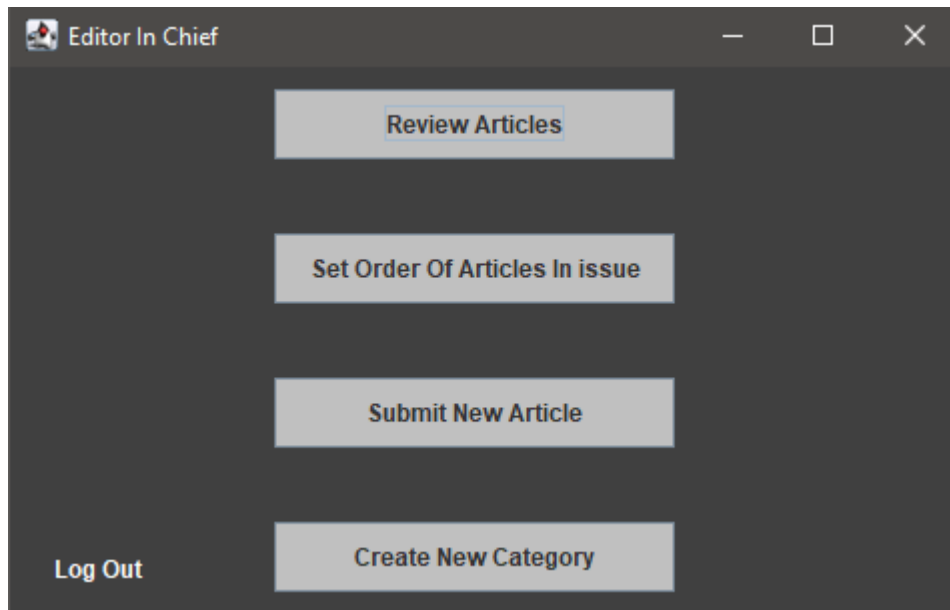 Editor In Chief
Review Articles
Set Order Of Articles In issue
Submit New Article
Create New Category
Log Out